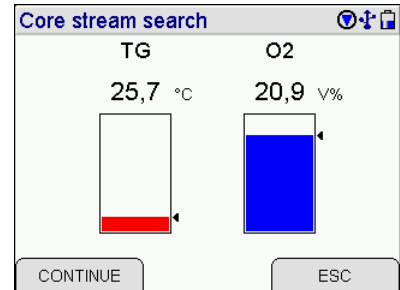 Core stream search
TG O2
25,7 °C 20,9 V%
CONTINUE ESC